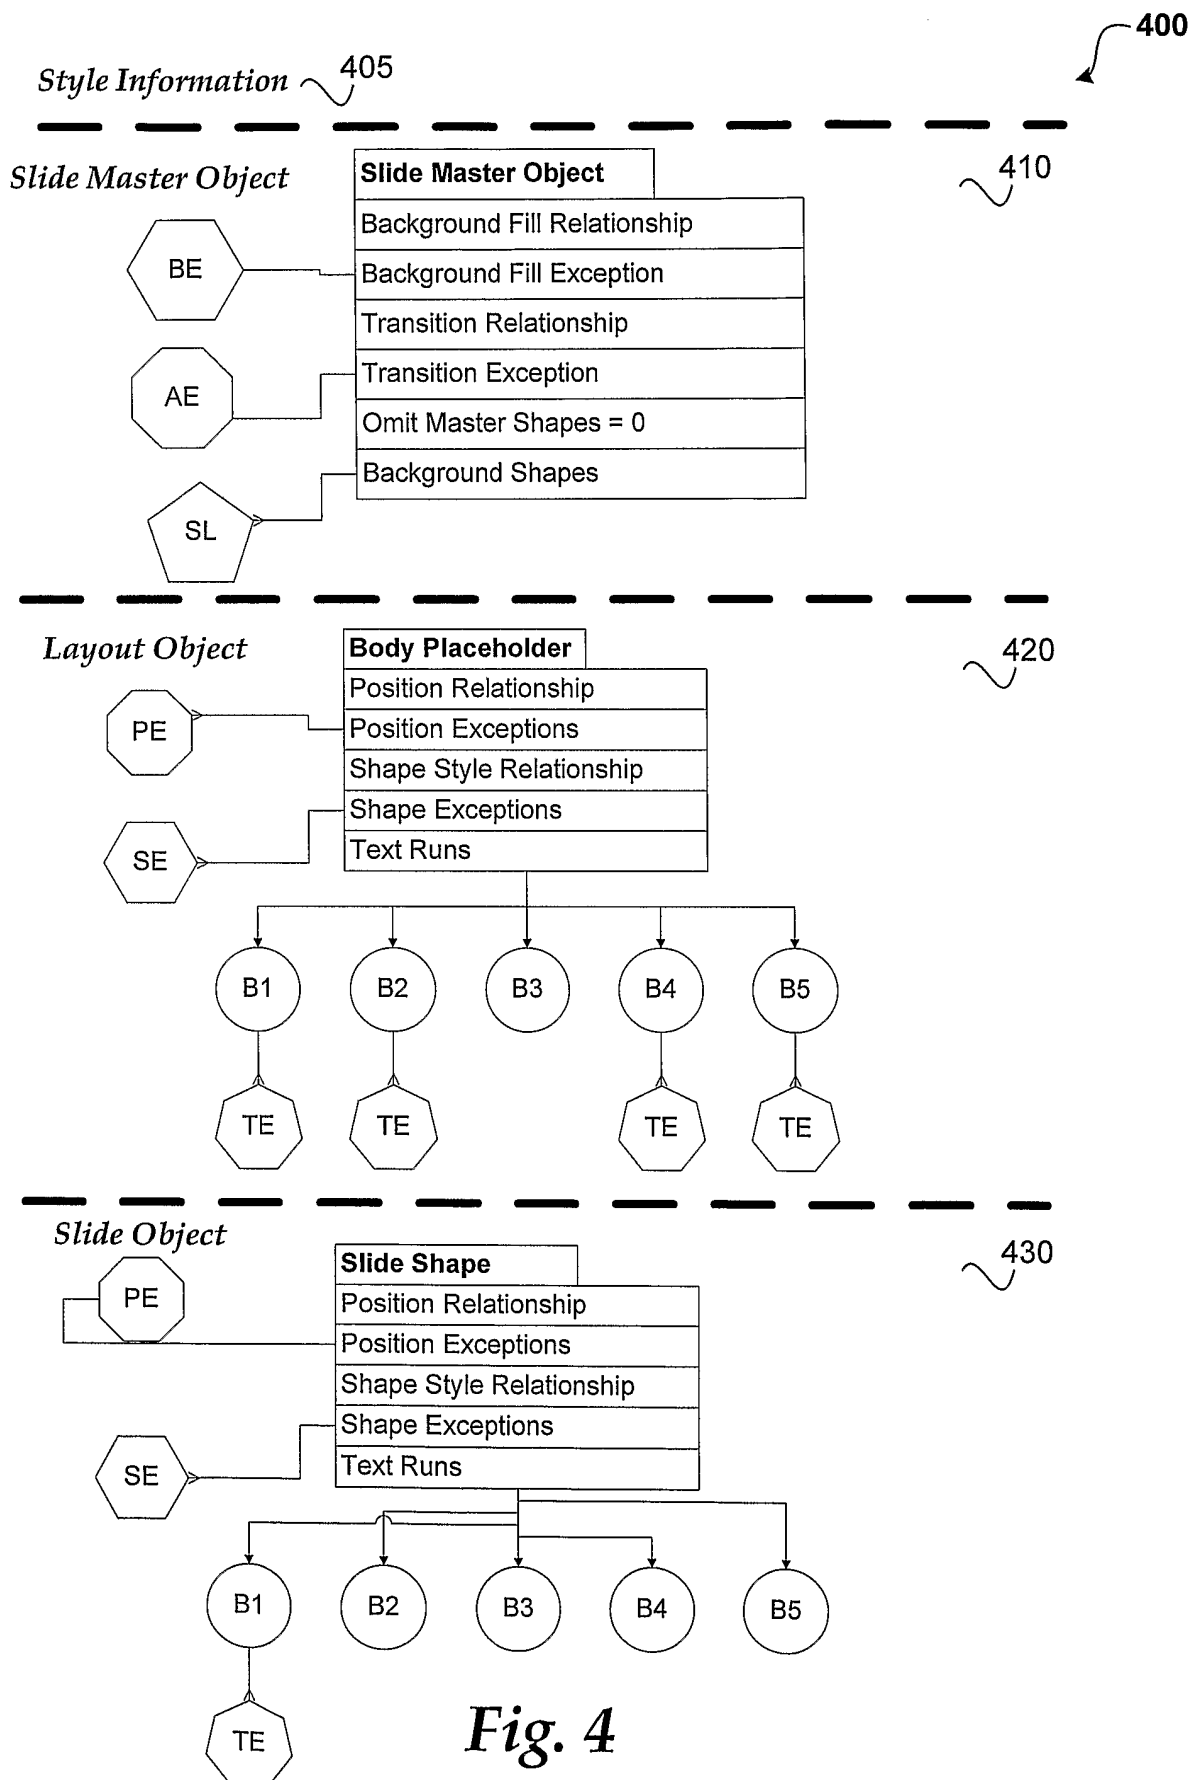 400
Style Information 405
Slide Master Object
Slide Master Object
410
Background Fill Relationship
BE
Background Fill Exception
Transition Relationship
AE
Transition Exception
Omit Master Shapes = 0
Background Shapes
SL
Layout Object
Body Placeholder
420
Position Relationship
PE
Position Exceptions
Shape Style Relationship
Shape Exceptions
SE
Text Runs
B1 B2 B3 B4 B5
TE TE TE TE
Slide Object
Slide Shape
430
PE
Position Relationship
Position Exceptions
Shape Style Relationship
Shape Exceptions
SE
Text Runs
B1 B2 B3 B4 B5
TE
Fig. 4